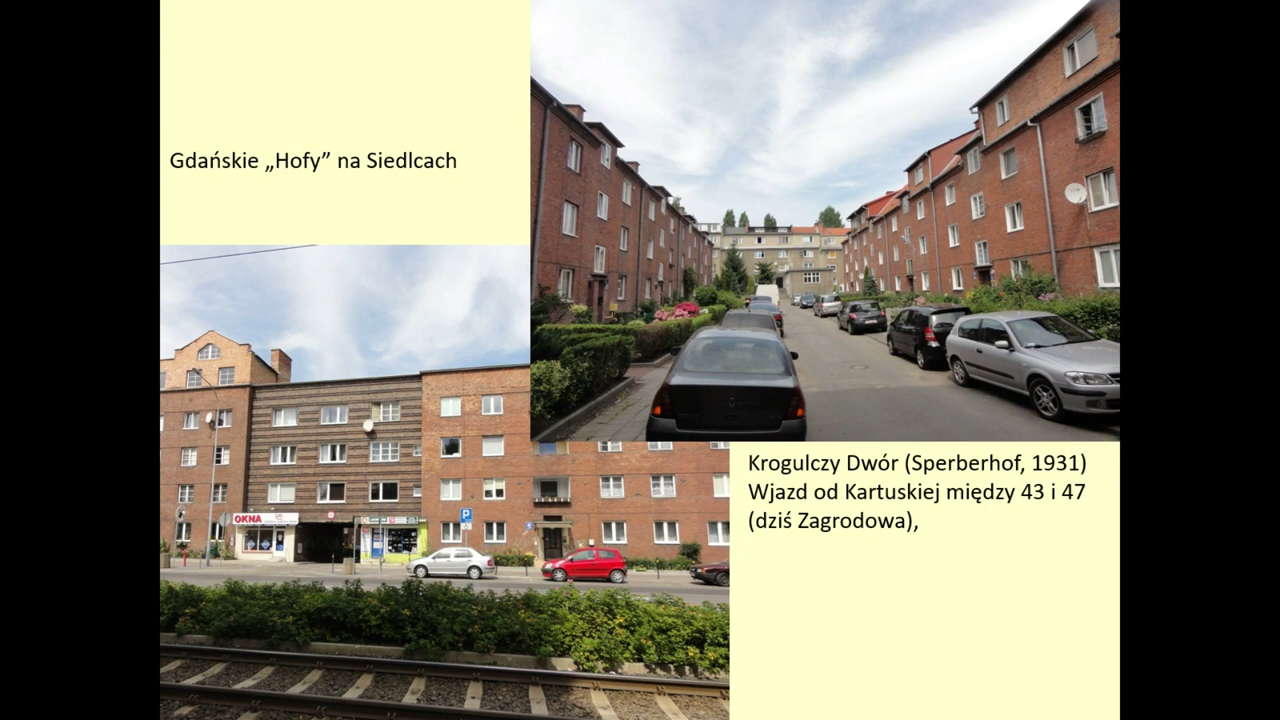 Gdańskie „Hofy” na Siedlcach
OKNA
P
Krogulczy Dwór (Sperberhof, 1931)
Wjazd od Kartuskiej między 43 i 47
(dziś Zagrodowa),